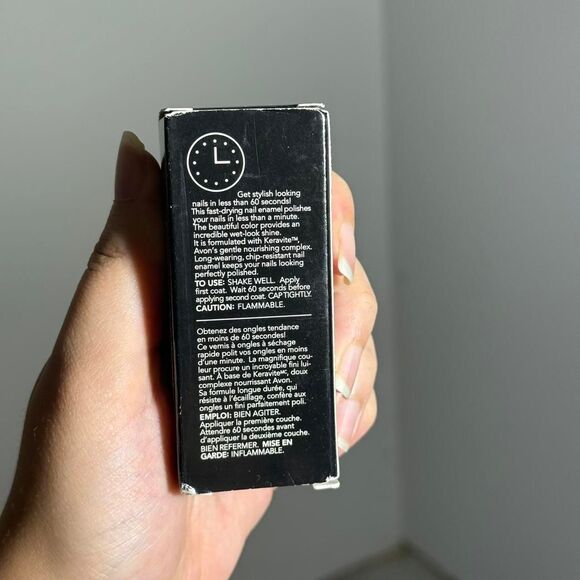 Get stylish looking
nails in less than 60 seconds!
This fast-drying nail enamel polishes
your nails in less than a minute.
The beautiful color provides an
incredible wet-look shine.
It is formulated with Keravite™,
Avon's gentle nourishing complex.
Long-wearing, chip-resistant nail
enamel keeps your nails looking
perfectly polished.
TO USE: SHAKE WELL. Apply
first coat. Wait 60 seconds before
applying second coat. CAP TIGHTLY.
CAUTION: FLAMMABLE.
Obtenez des ongles tendance
en moins de 60 secondes!
Ce vernis à ongles à séchage
rapide polit vos ongles en moins
d'une minute. La magnifique cou-
leur procure un incroyable fini lui-
sant. À base de Keravite MC, doux
complexe nourrissant Avon.
Sa formule longue durée, qui
résiste à l'écaillage, confère aux
ongles un fini parfaitement poli.
EMPLOI: BIEN AGITER.
Appliquer la première couche.
Attendre 60 secondes avant
d'appliquer la deuxième couche.
BIEN REFERMER. MISE EN
GARDE: INFLAMMABLE.